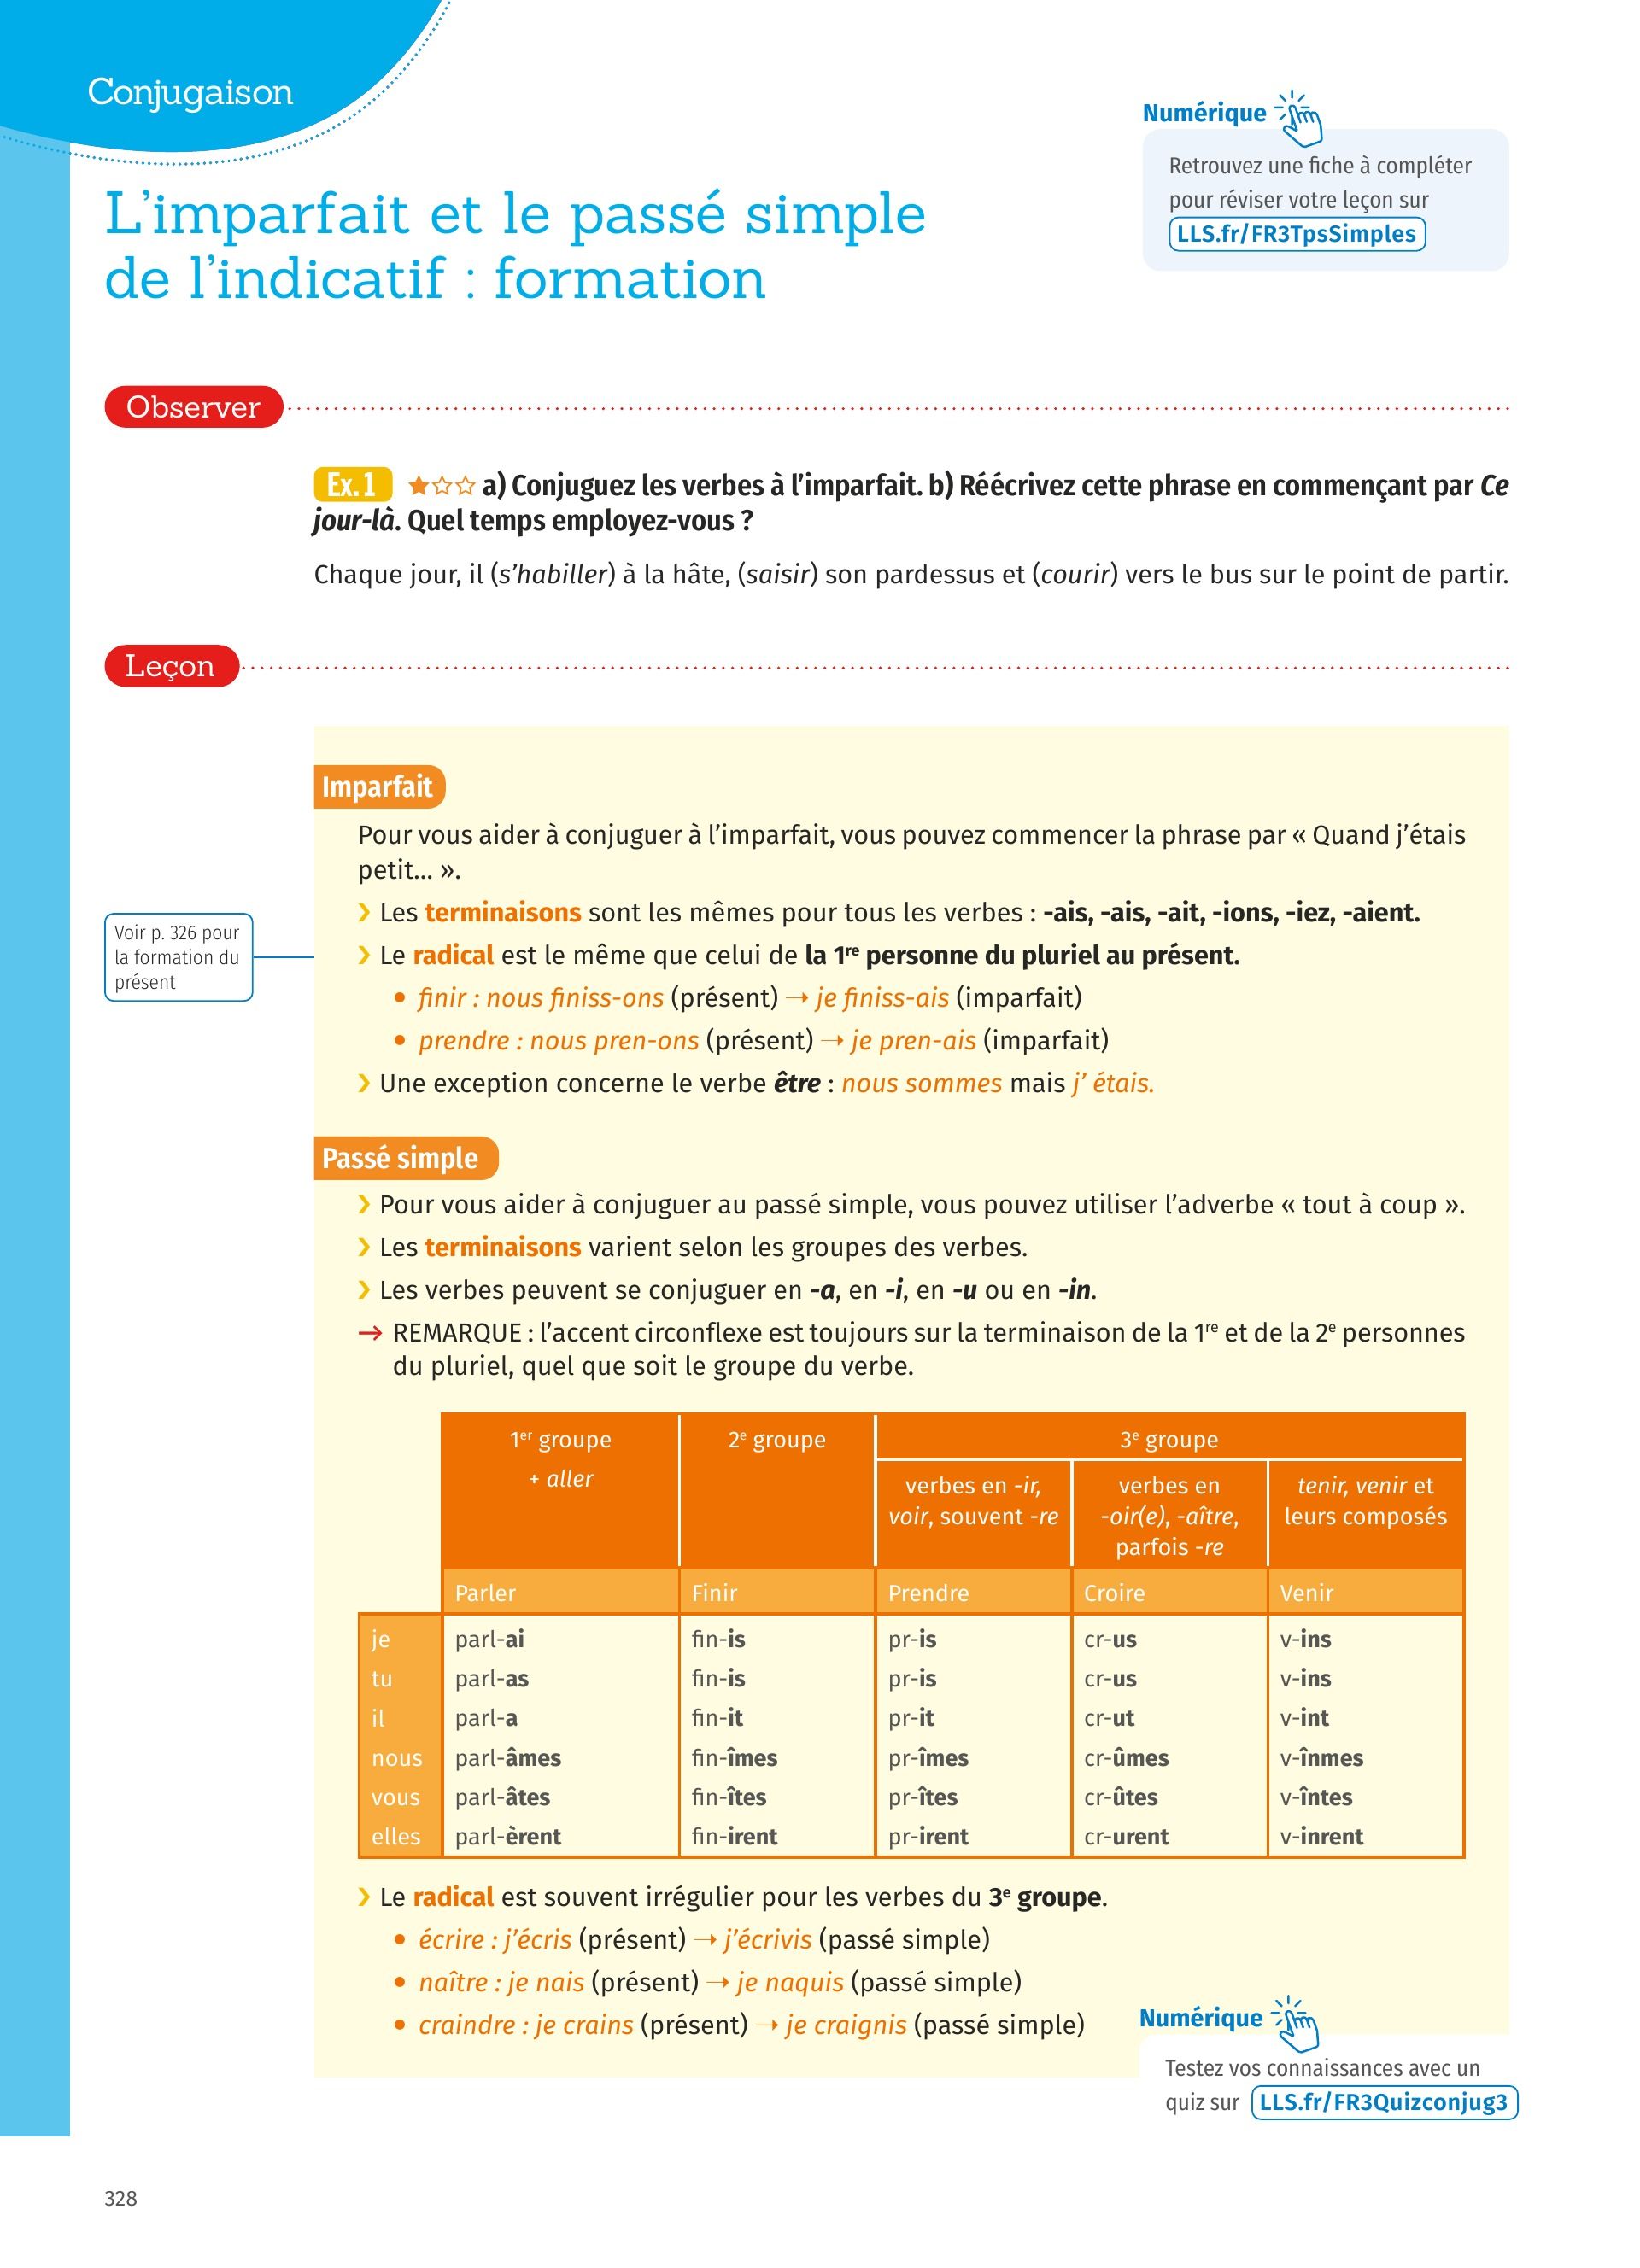 Conjugaison
Numérique
Retrouvez une fiche à compléter
pour réviser votre leçon sur
LLS.fr/FR3TpsSimples
L'imparfait et le passé simple
de l'indicatif : formation
Observer
Ex. 1 ★☆☆ a) Conjuguez les verbes à l'imparfait. b) Réécrivez cette phrase en commençant par Ce
jour-là. Quel temps employez-vous ?
Chaque jour, il (s'habiller) à la hâte, (saisir) son pardessus et (courir) vers le bus sur le point de partir.
Leçon
Imparfait
Pour vous aider à conjuguer à l'imparfait, vous pouvez commencer la phrase par « Quand j'étais
petit... ».
› Les terminaisons sont les mêmes pour tous les verbes : -ais, -ais, -ait, -ions, -iez, -aient.
Voir p. 326 pour
la formation du
présent
› Le radical est le même que celui de la 1re personne du pluriel au présent.
• finir : nous finiss-ons (présent) → je finiss-ais (imparfait)
• prendre : nous pren-ons (présent) → je pren-ais (imparfait)
› Une exception concerne le verbe être : nous sommes mais j' étais.
Passé simple
› Pour vous aider à conjuguer au passé simple, vous pouvez utiliser l'adverbe « tout à coup ».
› Les terminaisons varient selon les groupes des verbes.
› Les verbes peuvent se conjuguer en -a, en -i, en -u ou en -in.
→ REMARQUE : l'accent circonflexe est toujours sur la terminaison de la 1re et de la 2e personnes
du pluriel, quel que soit le groupe du verbe.
1er groupe
+ aller
2e groupe
3e groupe
verbes en -ir,
voir, souvent -re
verbes en
-oir(e), -aître,
parfois -re
tenir, venir et
leurs composés
Parler Finir Prendre Croire Venir
je parl-ai fin-is pr-is cr-us v-ins
tu parl-as fin-is pr-is cr-us v-ins
il parl-a fin-it pr-it cr-ut v-int
nous parl-âmes fin-îmes pr-îmes cr-ûmes v-înmes
vous parl-âtes fin-îtes pr-îtes cr-ûtes v-întes
elles parl-èrent fin-irent pr-irent cr-urent v-inrent
› Le radical est souvent irrégulier pour les verbes du 3e groupe.
• écrire : j'écris (présent) → j'écrivis (passé simple)
• naître : je nais (présent) → je naquis (passé simple)
• craindre : je crains (présent) → je craignis (passé simple)
Numérique
Testez vos connaissances avec un
quiz sur LLS.fr/FR3Quizconjug3
328